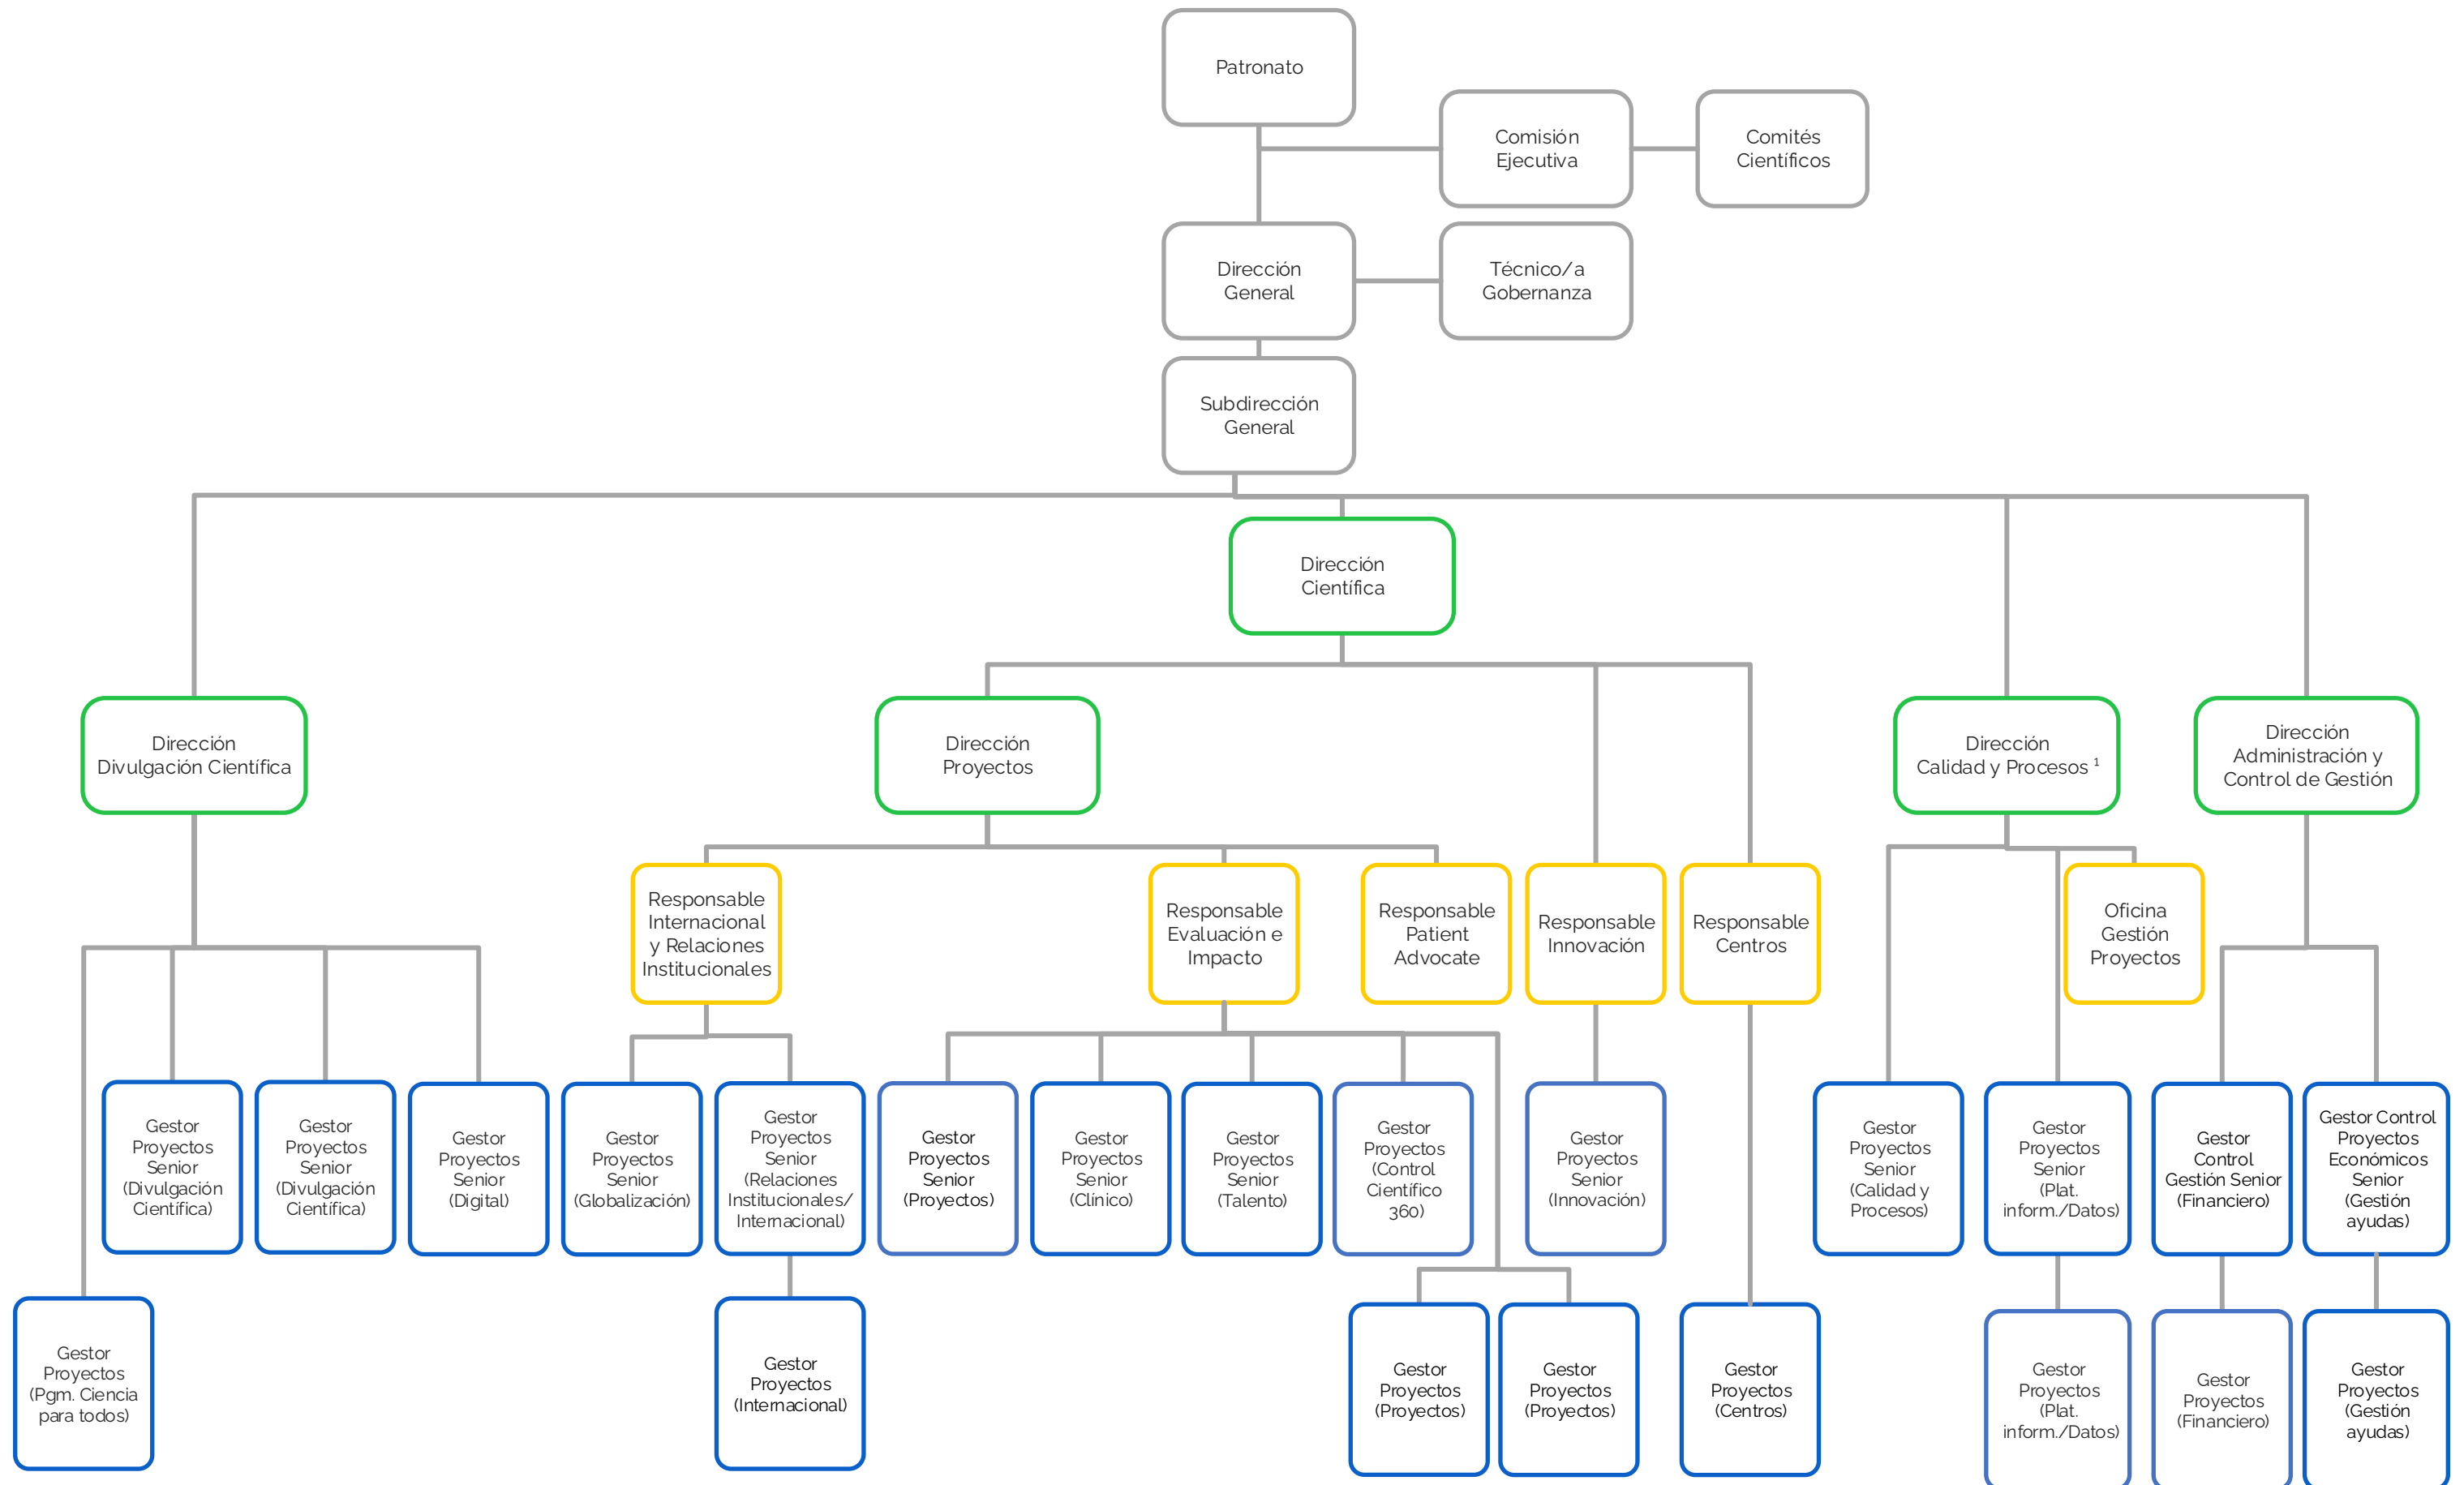 Patronato
Comisión
Ejecutiva
Comités
Científicos
Dirección
General
Técnico/a
Gobernanza
Subdirección
General
Dirección
Científica
Dirección
Divulgación Científica
Dirección
Proyectos
Dirección
Calidad y Procesos ¹
Dirección
Administración y
Control de Gestión
Responsable
Internacional
y Relaciones
Institucionales
Responsable
Evaluación e
Impacto
Responsable
Patient
Advocate
Responsable
Innovación
Responsable
Centros
Oficina
Gestión
Proyectos
Gestor
Proyectos
Senior
(Divulgación
Científica)
Gestor
Proyectos
Senior
(Divulgación
Científica)
Gestor
Proyectos
Senior
(Digital)
Gestor
Proyectos
Senior
(Globalización)
Gestor
Proyectos
Senior
(Relaciones
Institucionales/
Internacional)
Gestor
Proyectos
Senior
(Proyectos)
Gestor
Proyectos
Senior
(Clínico)
Gestor
Proyectos
Senior
(Talento)
Gestor
Proyectos
(Control
Científico
360)
Gestor
Proyectos
Senior
(Innovación)
Gestor
Proyectos
Senior
(Calidad y
Procesos)
Gestor
Proyectos
Senior
(Plat.
inform./Datos)
Gestor
Control
Gestión Senior
(Financiero)
Gestor Control
Proyectos
Económicos
Senior
(Gestión
ayudas)
Gestor
Proyectos
(Pgm. Ciencia
para todos)
Gestor
Proyectos
(Internacional)
Gestor
Proyectos
(Proyectos)
Gestor
Proyectos
(Proyectos)
Gestor
Proyectos
(Centros)
Gestor
Proyectos
(Plat.
inform./Datos)
Gestor
Proyectos
(Financiero)
Gestor
Proyectos
(Gestión
ayudas)